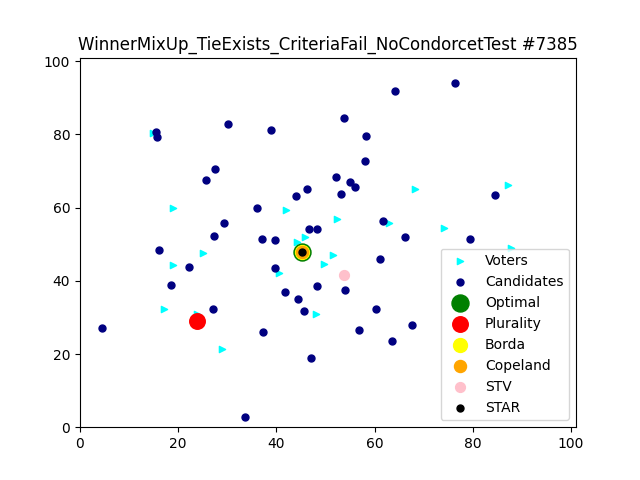 WinnerMixUp_TieExists_CriteriaFail_NoCondorcetTest #7385
100
80
60
40
20
0
0 20 40 60 80 100
Voters
Candidates
Optimal
Plurality
Borda
Copeland
STV
STAR